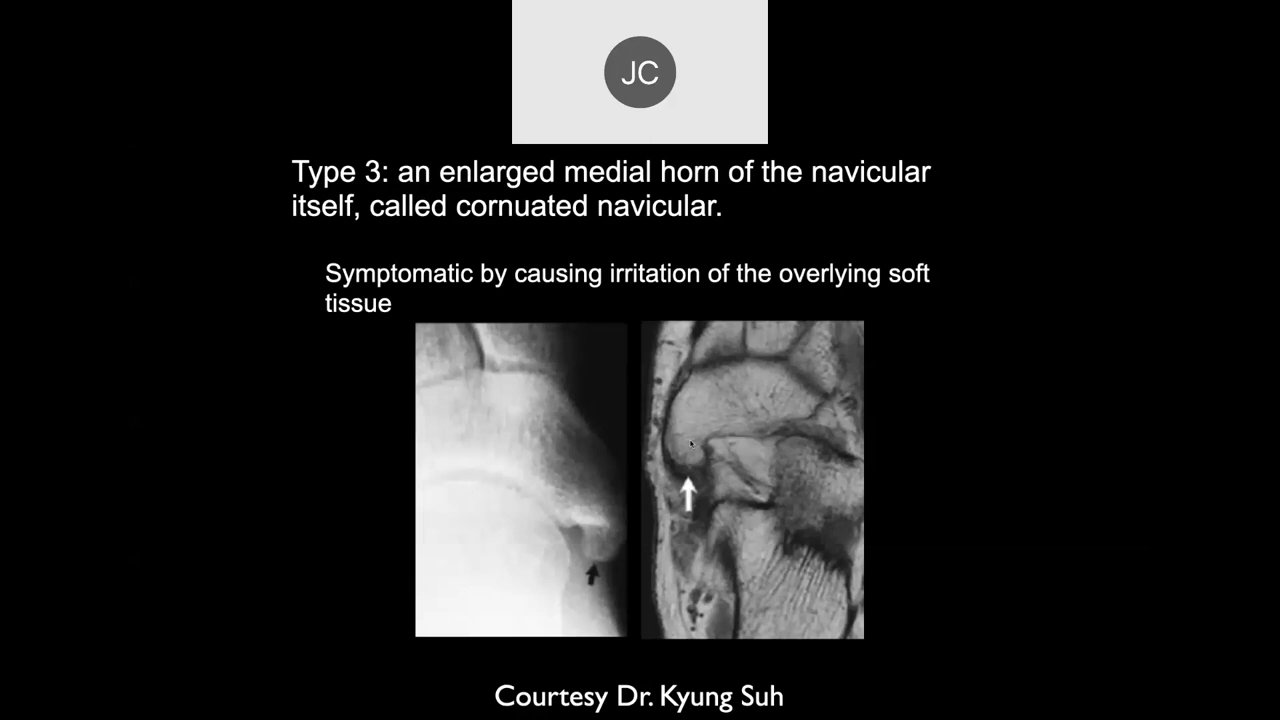 JC
Type 3: an enlarged medial horn of the navicular
itself, called cornuated navicular.
Symptomatic by causing irritation of the overlying soft
tissue
Courtesy Dr. Kyung Suh